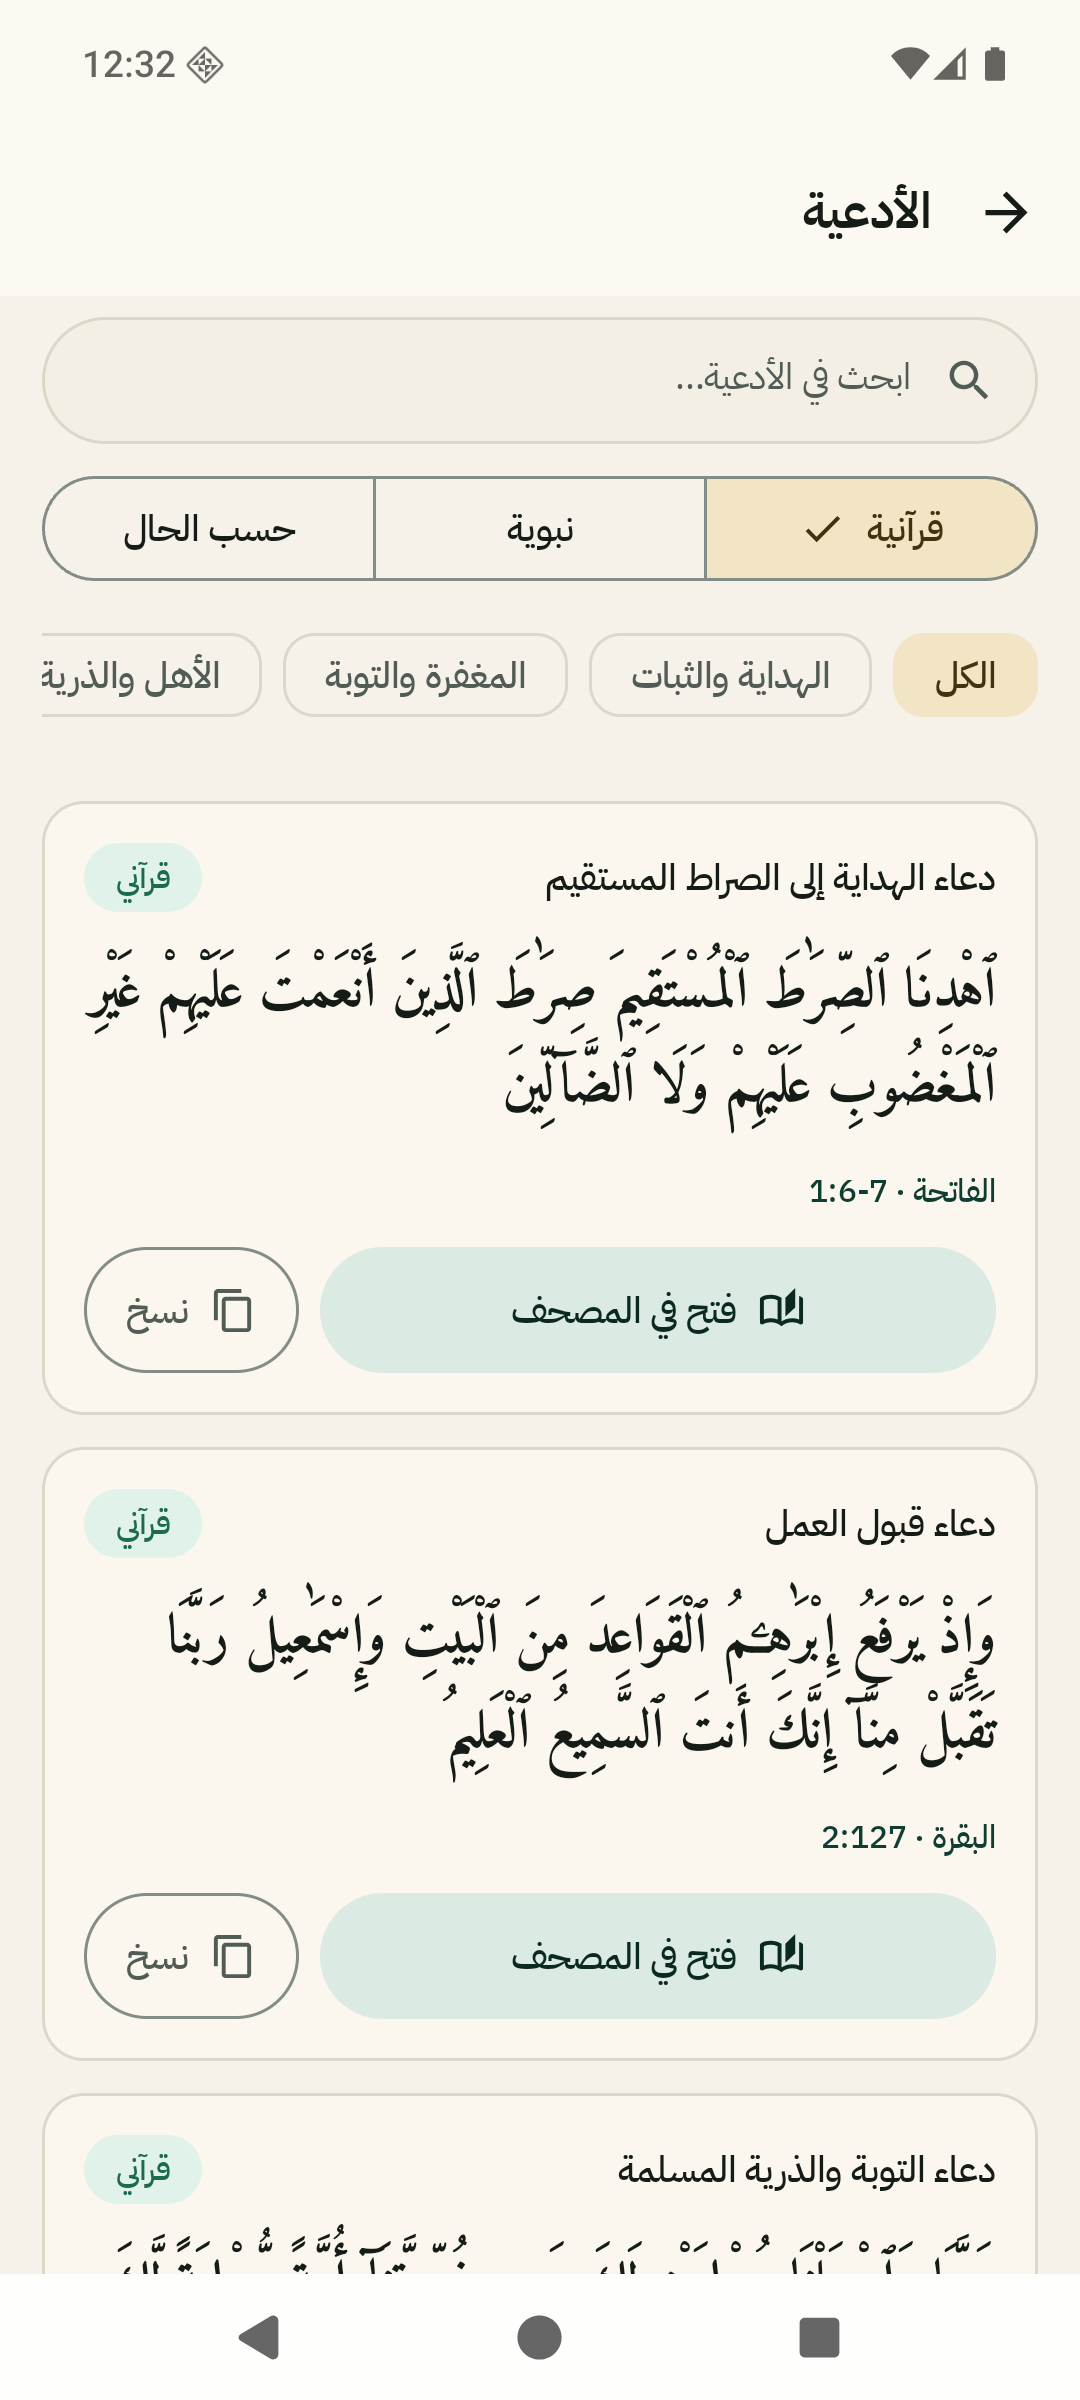 12:32
الأدعية
ابحث في الأدعية...
قرآنية
نبوية
حسب الحال
الكل
الهداية والثبات
المغفرة والتوبة
الأهل والذرية
دعاء الهداية إلى الصراط المستقيم
قرآني
ٱهْدِنَا ٱلصِّرَٰطَ ٱلْمُسْتَقِيمَ صِرَٰطَ ٱلَّذِينَ أَنْعَمْتَ عَلَيْهِمْ غَيْرِ
ٱلْمَغْضُوبِ عَلَيْهِمْ وَلَا ٱلضَّآلِّينَ
الفاتحة · 1:6-7
فتح في المصحف
نسخ
دعاء قبول العمل
قرآني
وَإِذْ يَرْفَعُ إِبْرَٰهِۦمُ ٱلْقَوَاعِدَ مِنَ ٱلْبَيْتِ وَإِسْمَٰعِيلُ رَبَّنَا
تَقَبَّلْ مِنَّآ إِنَّكَ أَنتَ ٱلسَّمِيعُ ٱلْعَلِيمُ
البقرة · 2:127
فتح في المصحف
نسخ
دعاء التوبة والذرية المسلمة
قرآني